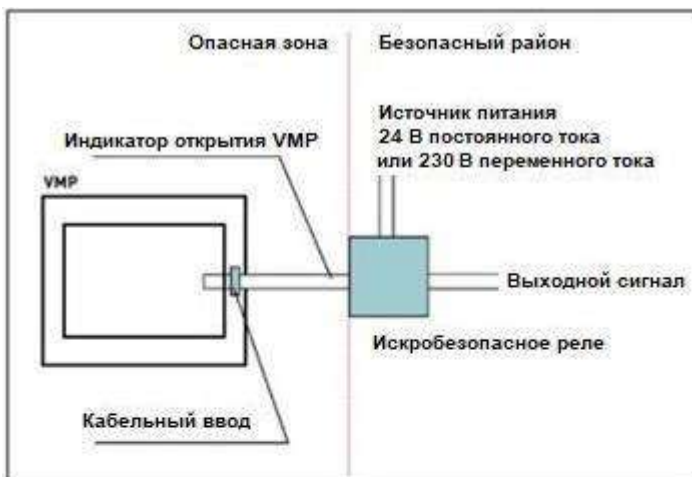 Опасная зона
Безопасный район
Источник питания
24 В постоянного тока
или 230 В переменного тока
Индикатор открытия VMP
VMP
Выходной сигнал
Искробезопасное реле
Кабельный ввод